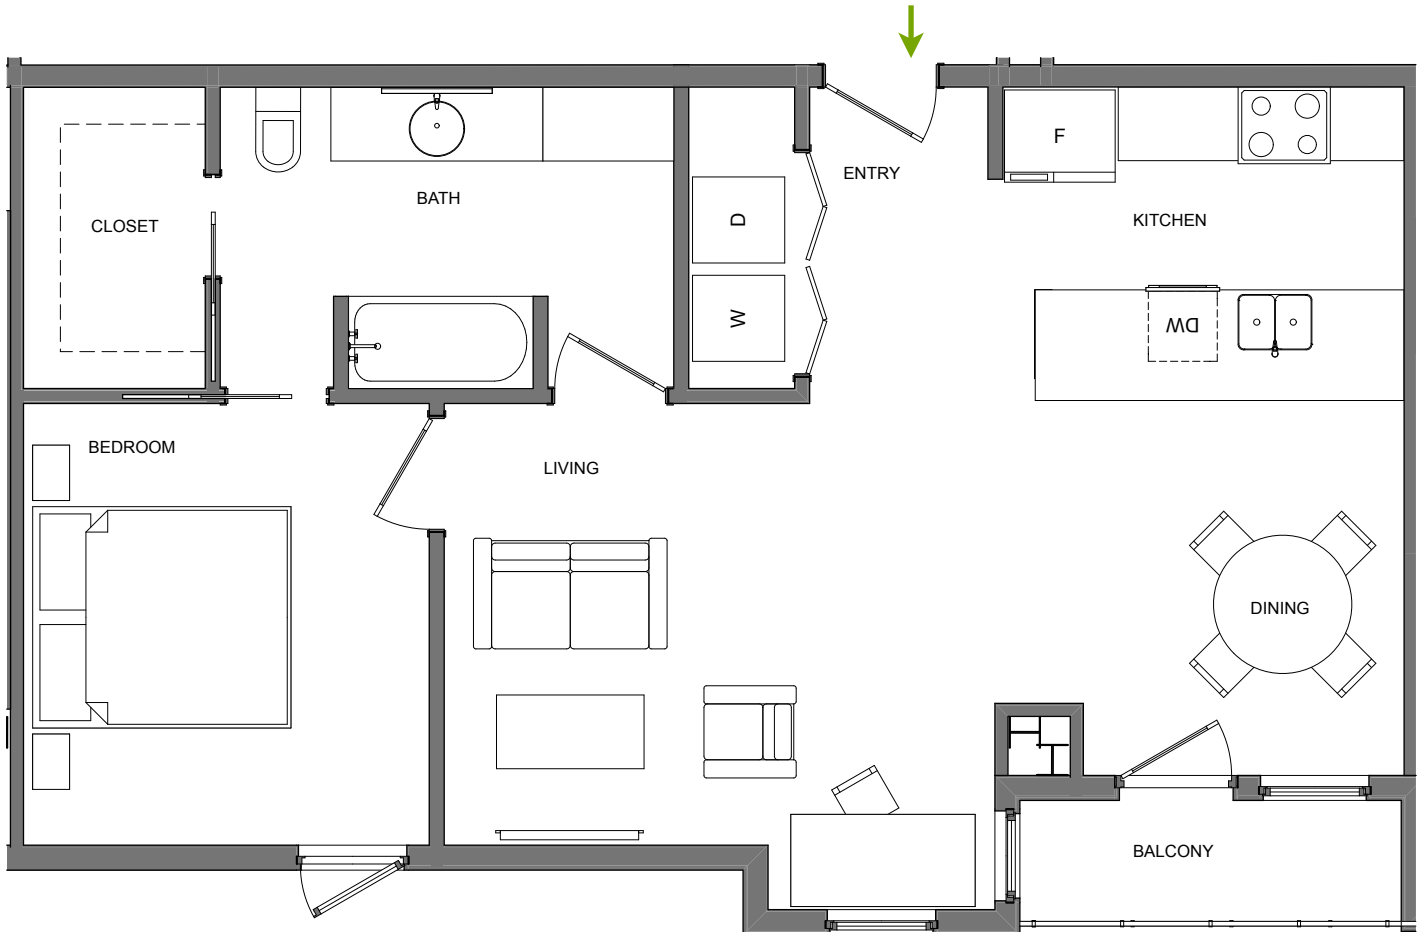 ENTRY
F
BATH
KITCHEN
CLOSET
D
W
DW
BEDROOM
LIVING
DINING
BALCONY